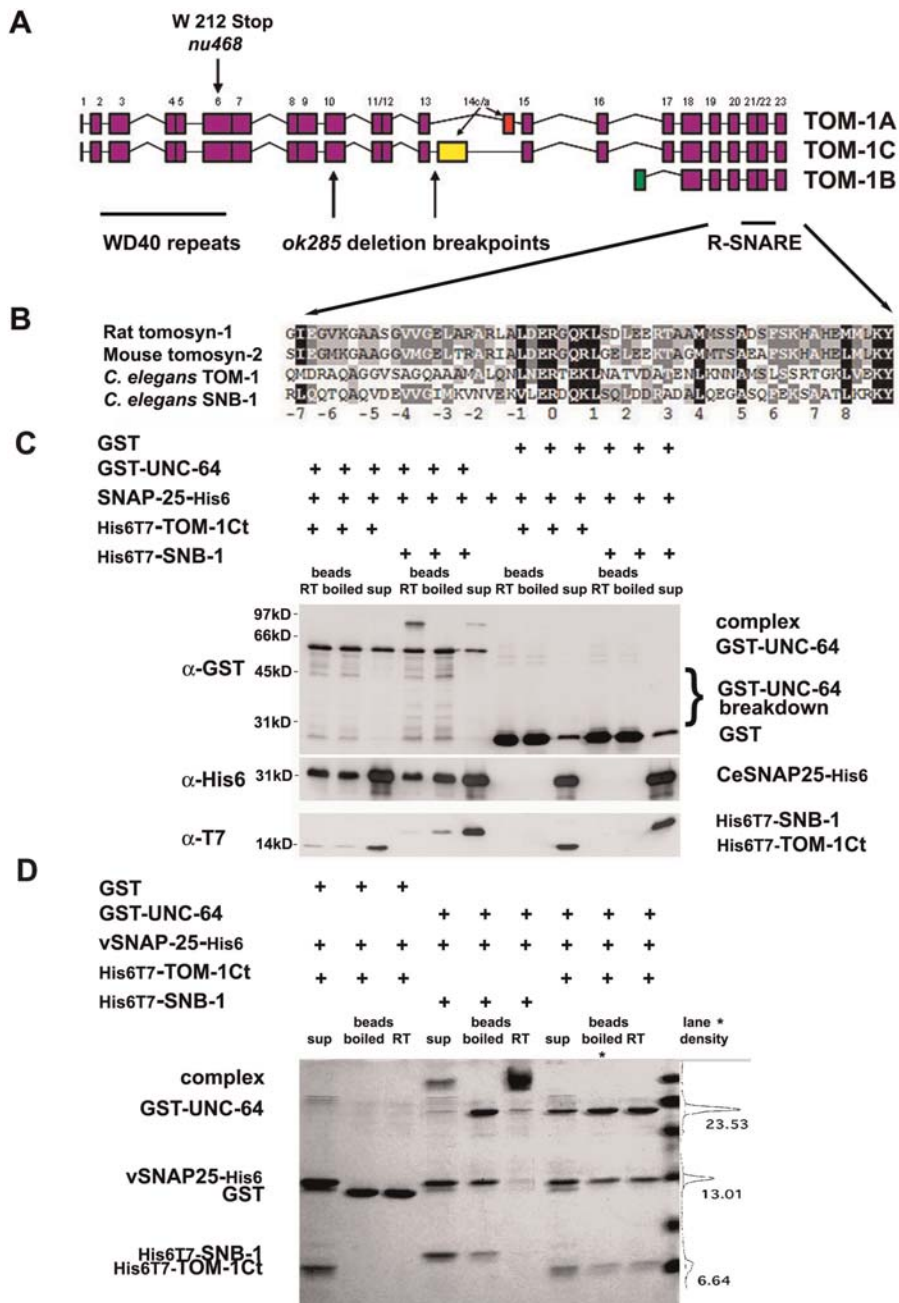 A
W 212 Stop
nu468
1 2 3 4 5 6 7 8 9 10 11/12 13 14c/a 15 16 17 18 19 20 21/22 23
TOM-1A
TOM-1C
TOM-1B
WD40 repeats
ok285 deletion breakpoints
R-SNARE
B
Rat tomosyn-1 GIEGVKGAASGVVGELARARLALDERGQKLSDLEERTAAMMSSADSFSKHAHEMMLKY
Mouse tomosyn-2 SIEGMKGAAGGVMGELTRARIALDERGQRLGELEEKTAGMMTSAEAFSKHAHELMLKY
C. elegans TOM-1 QMDRAQAGGVSAGQAAAMALQNLNERTEKLNATVDATENLKNNAMSLSSRTGKLVEKY
C. elegans SNB-1 RLQQTQAQVDEVVGIMKVNVEKVLERDQKLSQLDDRADALQEGASQFEKSAATLKRKY
-7 -6 -5 -4 -3 -2 -1 0 1 2 3 4 5 6 7 8
C
GST + + + + + +
GST-UNC-64 + + + + + +
SNAP-25-His6 + + + + + + + + + + + + +
His6T7-TOM-1Ct + + + + + +
His6T7-SNB-1 + + + + + +
beads beads beads beads
RT boiled sup RT boiled sup RT boiled sup RT boiled sup
97kD
66kD
45kD
31kD
α-GST
complex
GST-UNC-64
GST-UNC-64
breakdown
GST
α-His6 31kD CeSNAP25-His6
α-T7 14kD
His6T7-SNB-1
His6T7-TOM-1Ct
D
GST + + +
GST-UNC-64 + + + + + +
vSNAP-25-His6 + + + + + + + + +
His6T7-TOM-1Ct + + + + + +
His6T7-SNB-1 + + +
beads beads beads lane *
sup boiled RT sup boiled RT sup boiled RT density
*
complex
GST-UNC-64
23.53
vSNAP25-His6
GST
13.01
His6T7-SNB-1
His6T7-TOM-1Ct
6.64